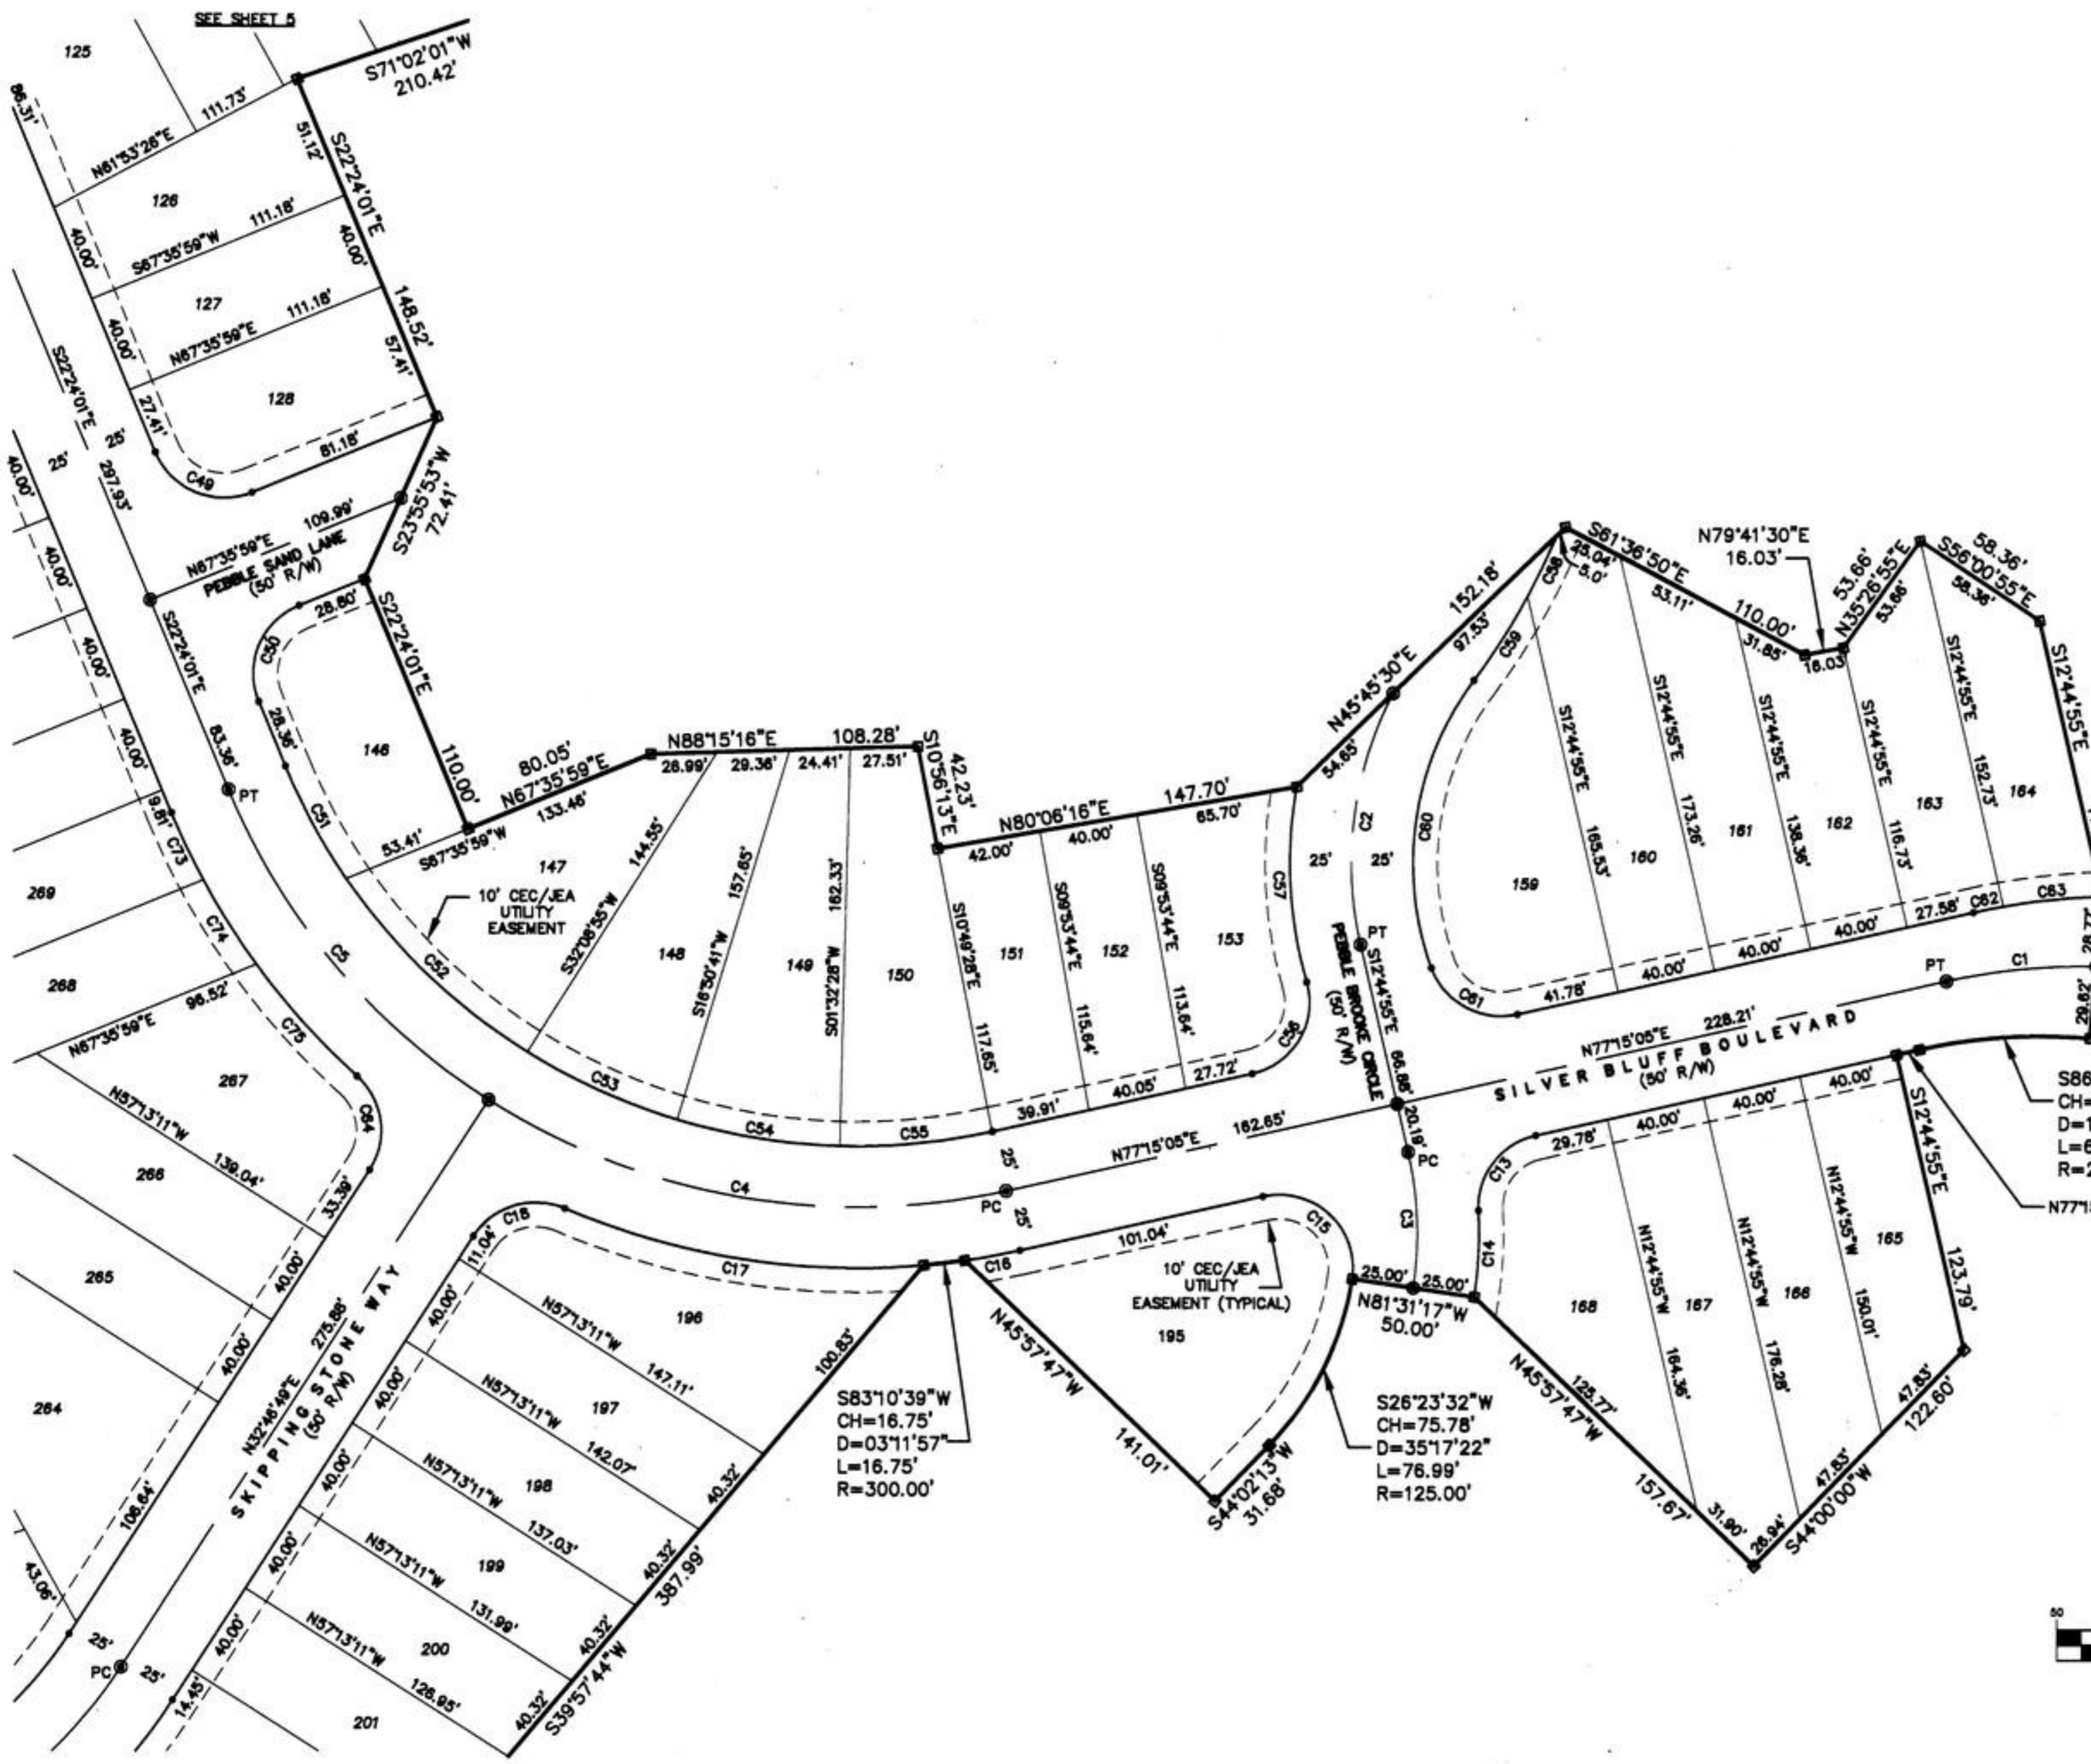 SEE SHEET 5
125
S71°02'01"W
210.42'
86.31'
N61°53'26"E
111.73'
51.12'
S22°24'01"E
126
40.00'
S67°35'59"W
111.18'
40.00'
127
148.52'
40.00'
N67°35'59"E
111.18'
57.41'
S22°24'01"E
27.41'
128
25'
25'
297.93'
C49
81.18'
S23°55'53"W
72.41'
40.00'
40.00'
N67°35'59"E
109.99'
PEBBLE SAND LANE
(50' R/W)
28.60'
S22°24'01"E
S22°24'01"E
C50
40.00'
28.36'
83.36'
PT
146
110.00'
40.00'
9.81'
C51
53.41'
S67°35'59"W
133.46'
80.05'
N67°35'59"E
N88°15'16"E
108.28'
26.99'
29.36'
24.41'
27.51'
S10°56'13"E
42.23'
N80°06'16"E
147.70'
42.00'
40.00'
65.70'
N45°45'30"E
152.18'
54.65'
97.53'
S61°36'50"E
25.04'
5.0'
53.11'
110.00'
31.85'
N79°41'30"E
16.03'
16.03'
N35°26'55"E
53.66'
53.66'
S56°00'55"E
58.36'
58.36'
S12°44'55"E
C58
C59
C60
C2
25'
25'
C57
S12°44'55"E
165.53'
S12°44'55"E
173.26'
S12°44'55"E
138.36'
S12°44'55"E
116.73'
S12°44'55"E
152.73'
159
160
161
162
163
164
C73
269
C74
268
C5
C52
10' CEC/JEA
UTILITY
EASEMENT
147
144.55'
S32°08'55"W
148
157.65'
S16°50'41"W
149
162.33'
S01°32'28"W
150
S10°49'28"E
117.65'
151
S09°53'44"E
115.64'
152
S09°53'44"E
113.64'
153
PT
S12°44'55"E
66.88'
PEBBLE BROOKE CIRCLE
(50' R/W)
C61
41.78'
40.00'
40.00'
40.00'
27.58'
C62
C63
PT
C1
29.62'
N67°35'59"E
96.52'
C75
267
N57°13'11"W
139.04'
C64
266
33.39'
C53
C54
C55
39.91'
40.05'
27.72'
C56
25'
N77°15'05"E
162.65'
N77°15'05"E
228.21'
SILVER BLUFF BOULEVARD
(50' R/W)
20.19'
PC
C4
PC
25'
C3
C13
29.78'
40.00'
40.00'
40.00'
S12°44'55"E
123.79'
S86
CH=
D=1
L=6
R=2
N77°1
265
40.00'
264
40.00'
C18
11.04'
C17
C16
101.04'
C15
10' CEC/JEA
UTILITY
EASEMENT (TYPICAL)
195
25.00'
25.00'
N81°31'17"W
50.00'
C14
168
N12°44'55"W
164.36'
167
N12°44'55"W
176.28'
166
N12°44'55"W
150.01'
165
N32°46'49"E
275.88'
SKIPPING STONE WAY
(50' R/W)
40.00'
N57°13'11"W
147.11'
196
100.83'
S83°10'39"W
CH=16.75'
D=03°11'57"
L=16.75'
R=300.00'
N45°57'47"W
141.01'
S44°02'13"W
31.68'
S26°23'32"W
CH=75.78'
D=35°17'22"
L=76.99'
R=125.00'
N45°57'47"W
125.77'
157.67'
31.90'
26.94'
47.83'
47.83'
122.60'
S44°00'00"W
40.00'
N57°13'11"W
142.07'
197
40.32'
106.64'
40.00'
N57°13'11"W
137.03'
198
40.32'
387.99'
43.06'
40.00'
N57°13'11"W
131.99'
199
40.32'
S39°57'44"W
25'
PC
25'
40.00'
N57°13'11"W
126.95'
200
40.32'
14.45'
201
50